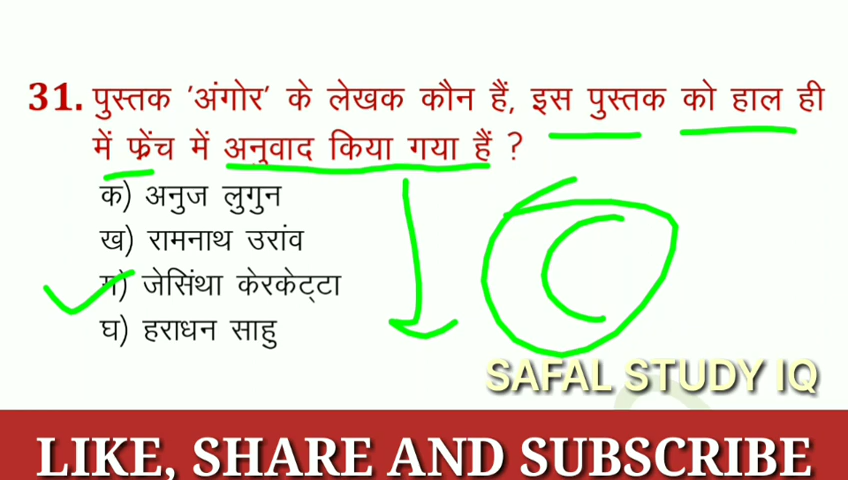 31. पुस्तक 'अंगोर' के लेखक कौन हैं, इस पुस्तक को हाल ही
में फ्रेंच में अनुवाद किया गया हैं ?
क) अनुज लुगुन
ख) रामनाथ उरांव
ग) जेसिंथा केरकेट्टा
घ) हराधन साहु
C
SAFAL STUDY IQ
LIKE, SHARE AND SUBSCRIBE